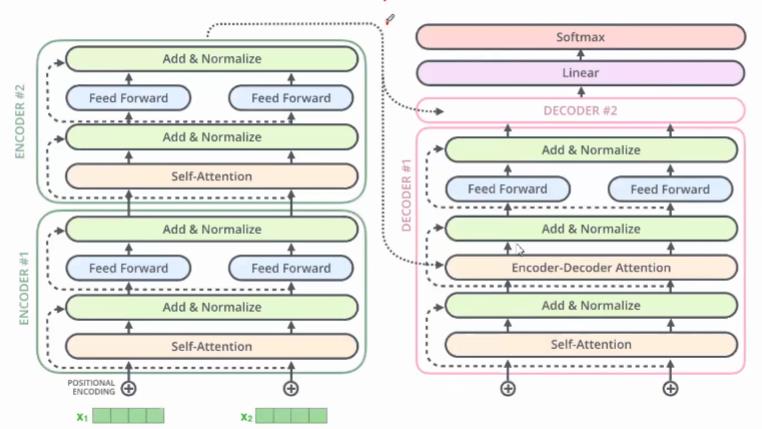 ENCODER #2
Add & Normalize
Feed Forward
Feed Forward
Add & Normalize
Self-Attention
ENCODER #1
Add & Normalize
Feed Forward
Feed Forward
Add & Normalize
Self-Attention
POSITIONAL
ENCODING
x₁
x₂
Softmax
Linear
DECODER #2
DECODER #1
Add & Normalize
Feed Forward
Feed Forward
Add & Normalize
Encoder-Decoder Attention
Add & Normalize
Self-Attention